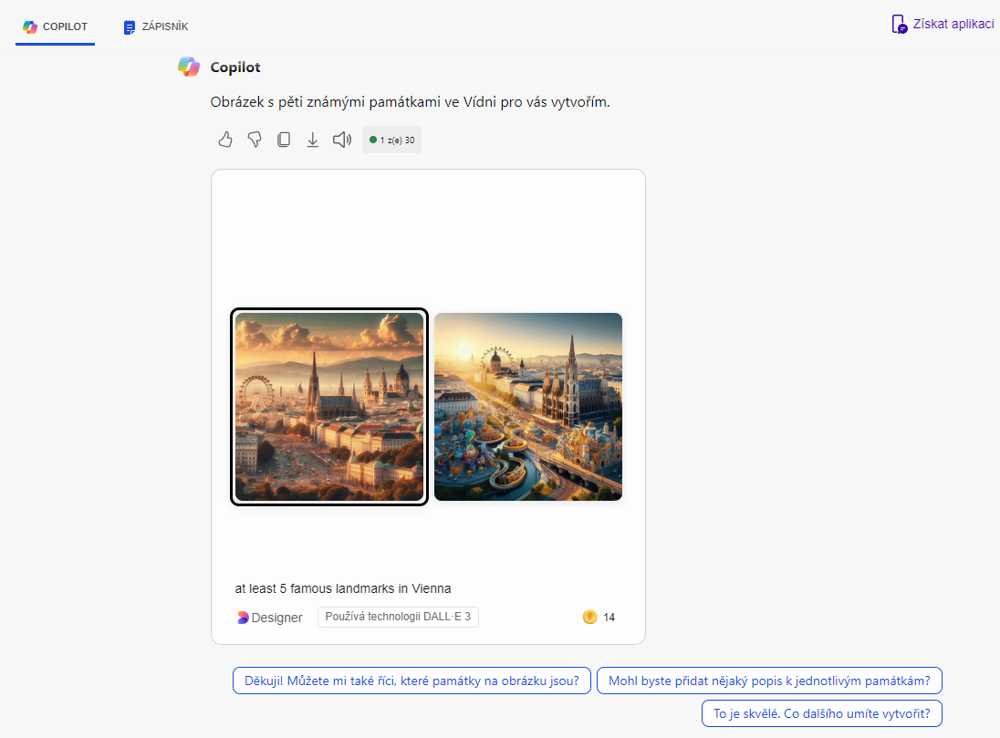 COPILOT
ZÁPISNÍK
Získat aplikaci
Copilot
Obrázek s pěti známými památkami ve Vídni pro vás vytvořím.
1 z(e) 30
at least 5 famous landmarks in Vienna
Designer
Používá technologii DALL·E 3
14
Děkuji! Můžete mi také říci, které památky na obrázku jsou?
Mohl byste přidat nějaký popis k jednotlivým památkám?
To je skvělé. Co dalšího umíte vytvořit?